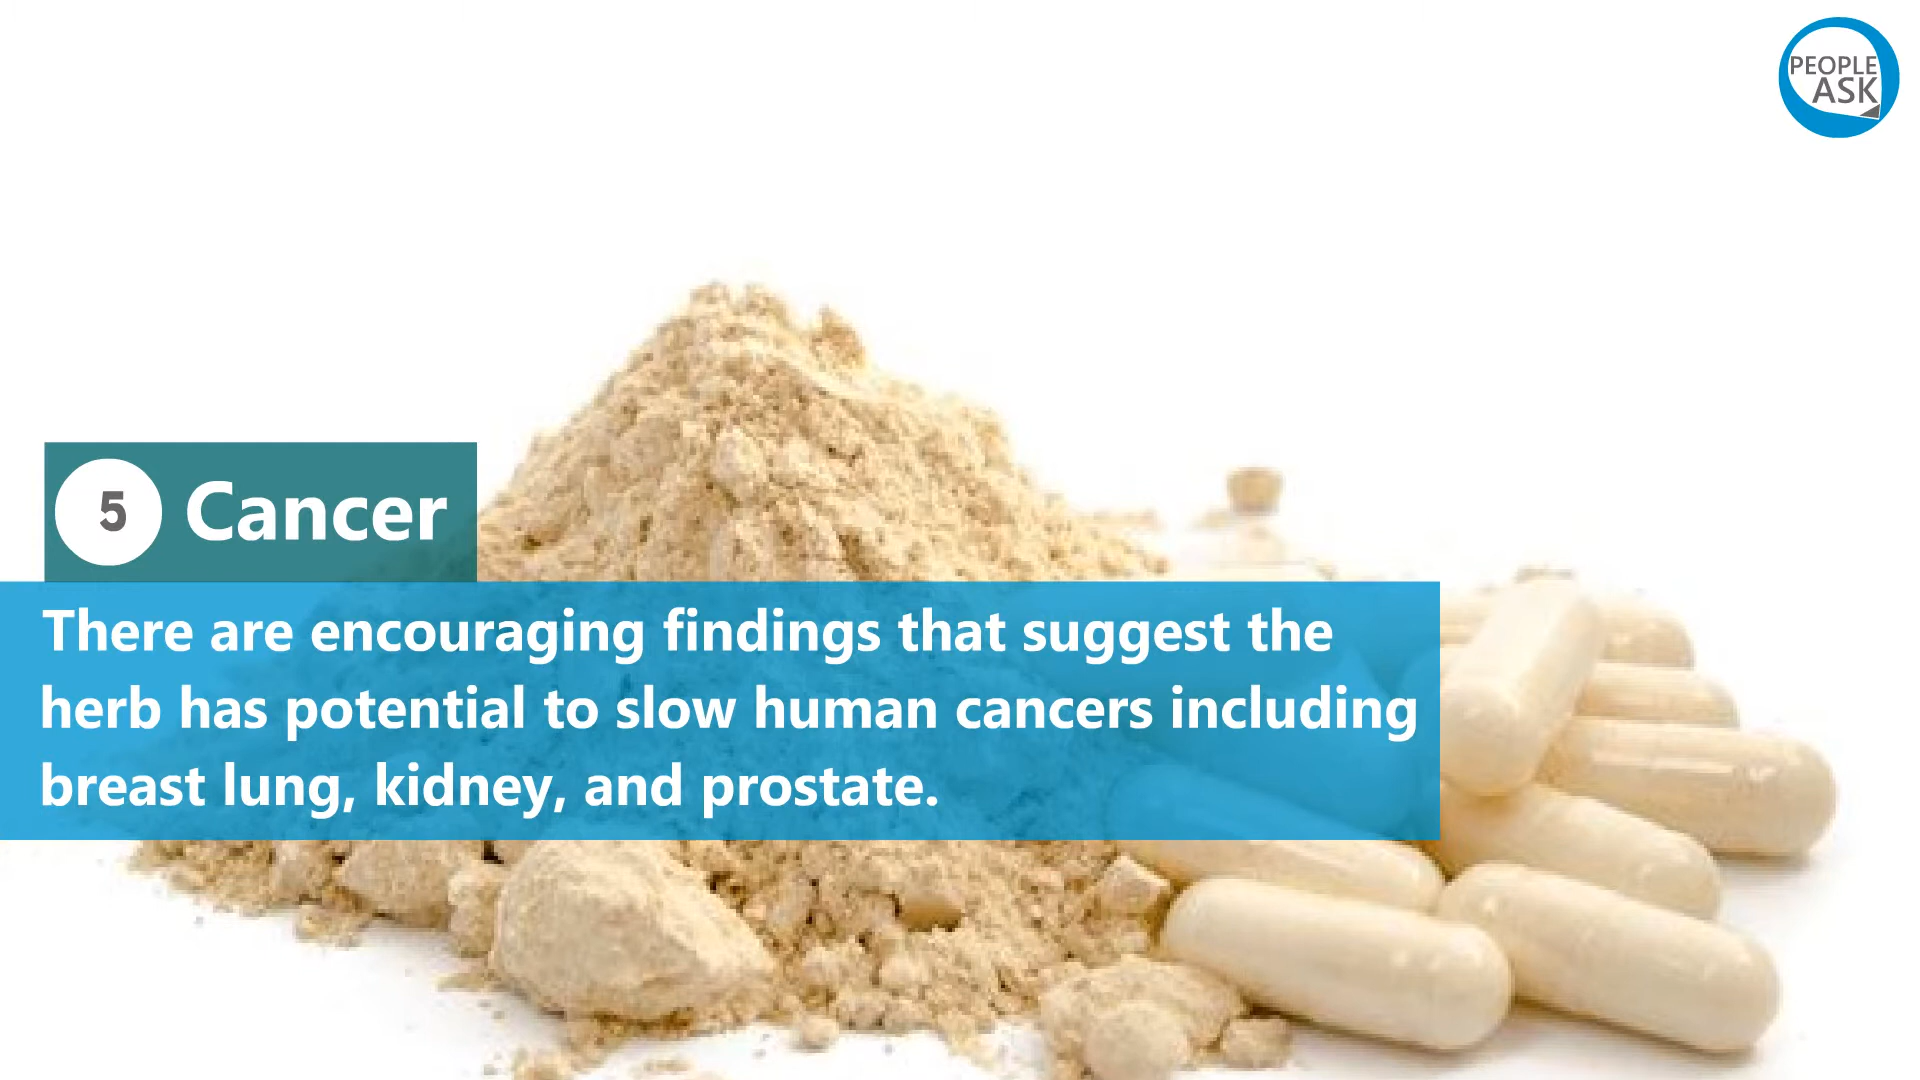 PEOPLE
ASK
5 Cancer
There are encouraging findings that suggest the
herb has potential to slow human cancers including
breast lung, kidney, and prostate.